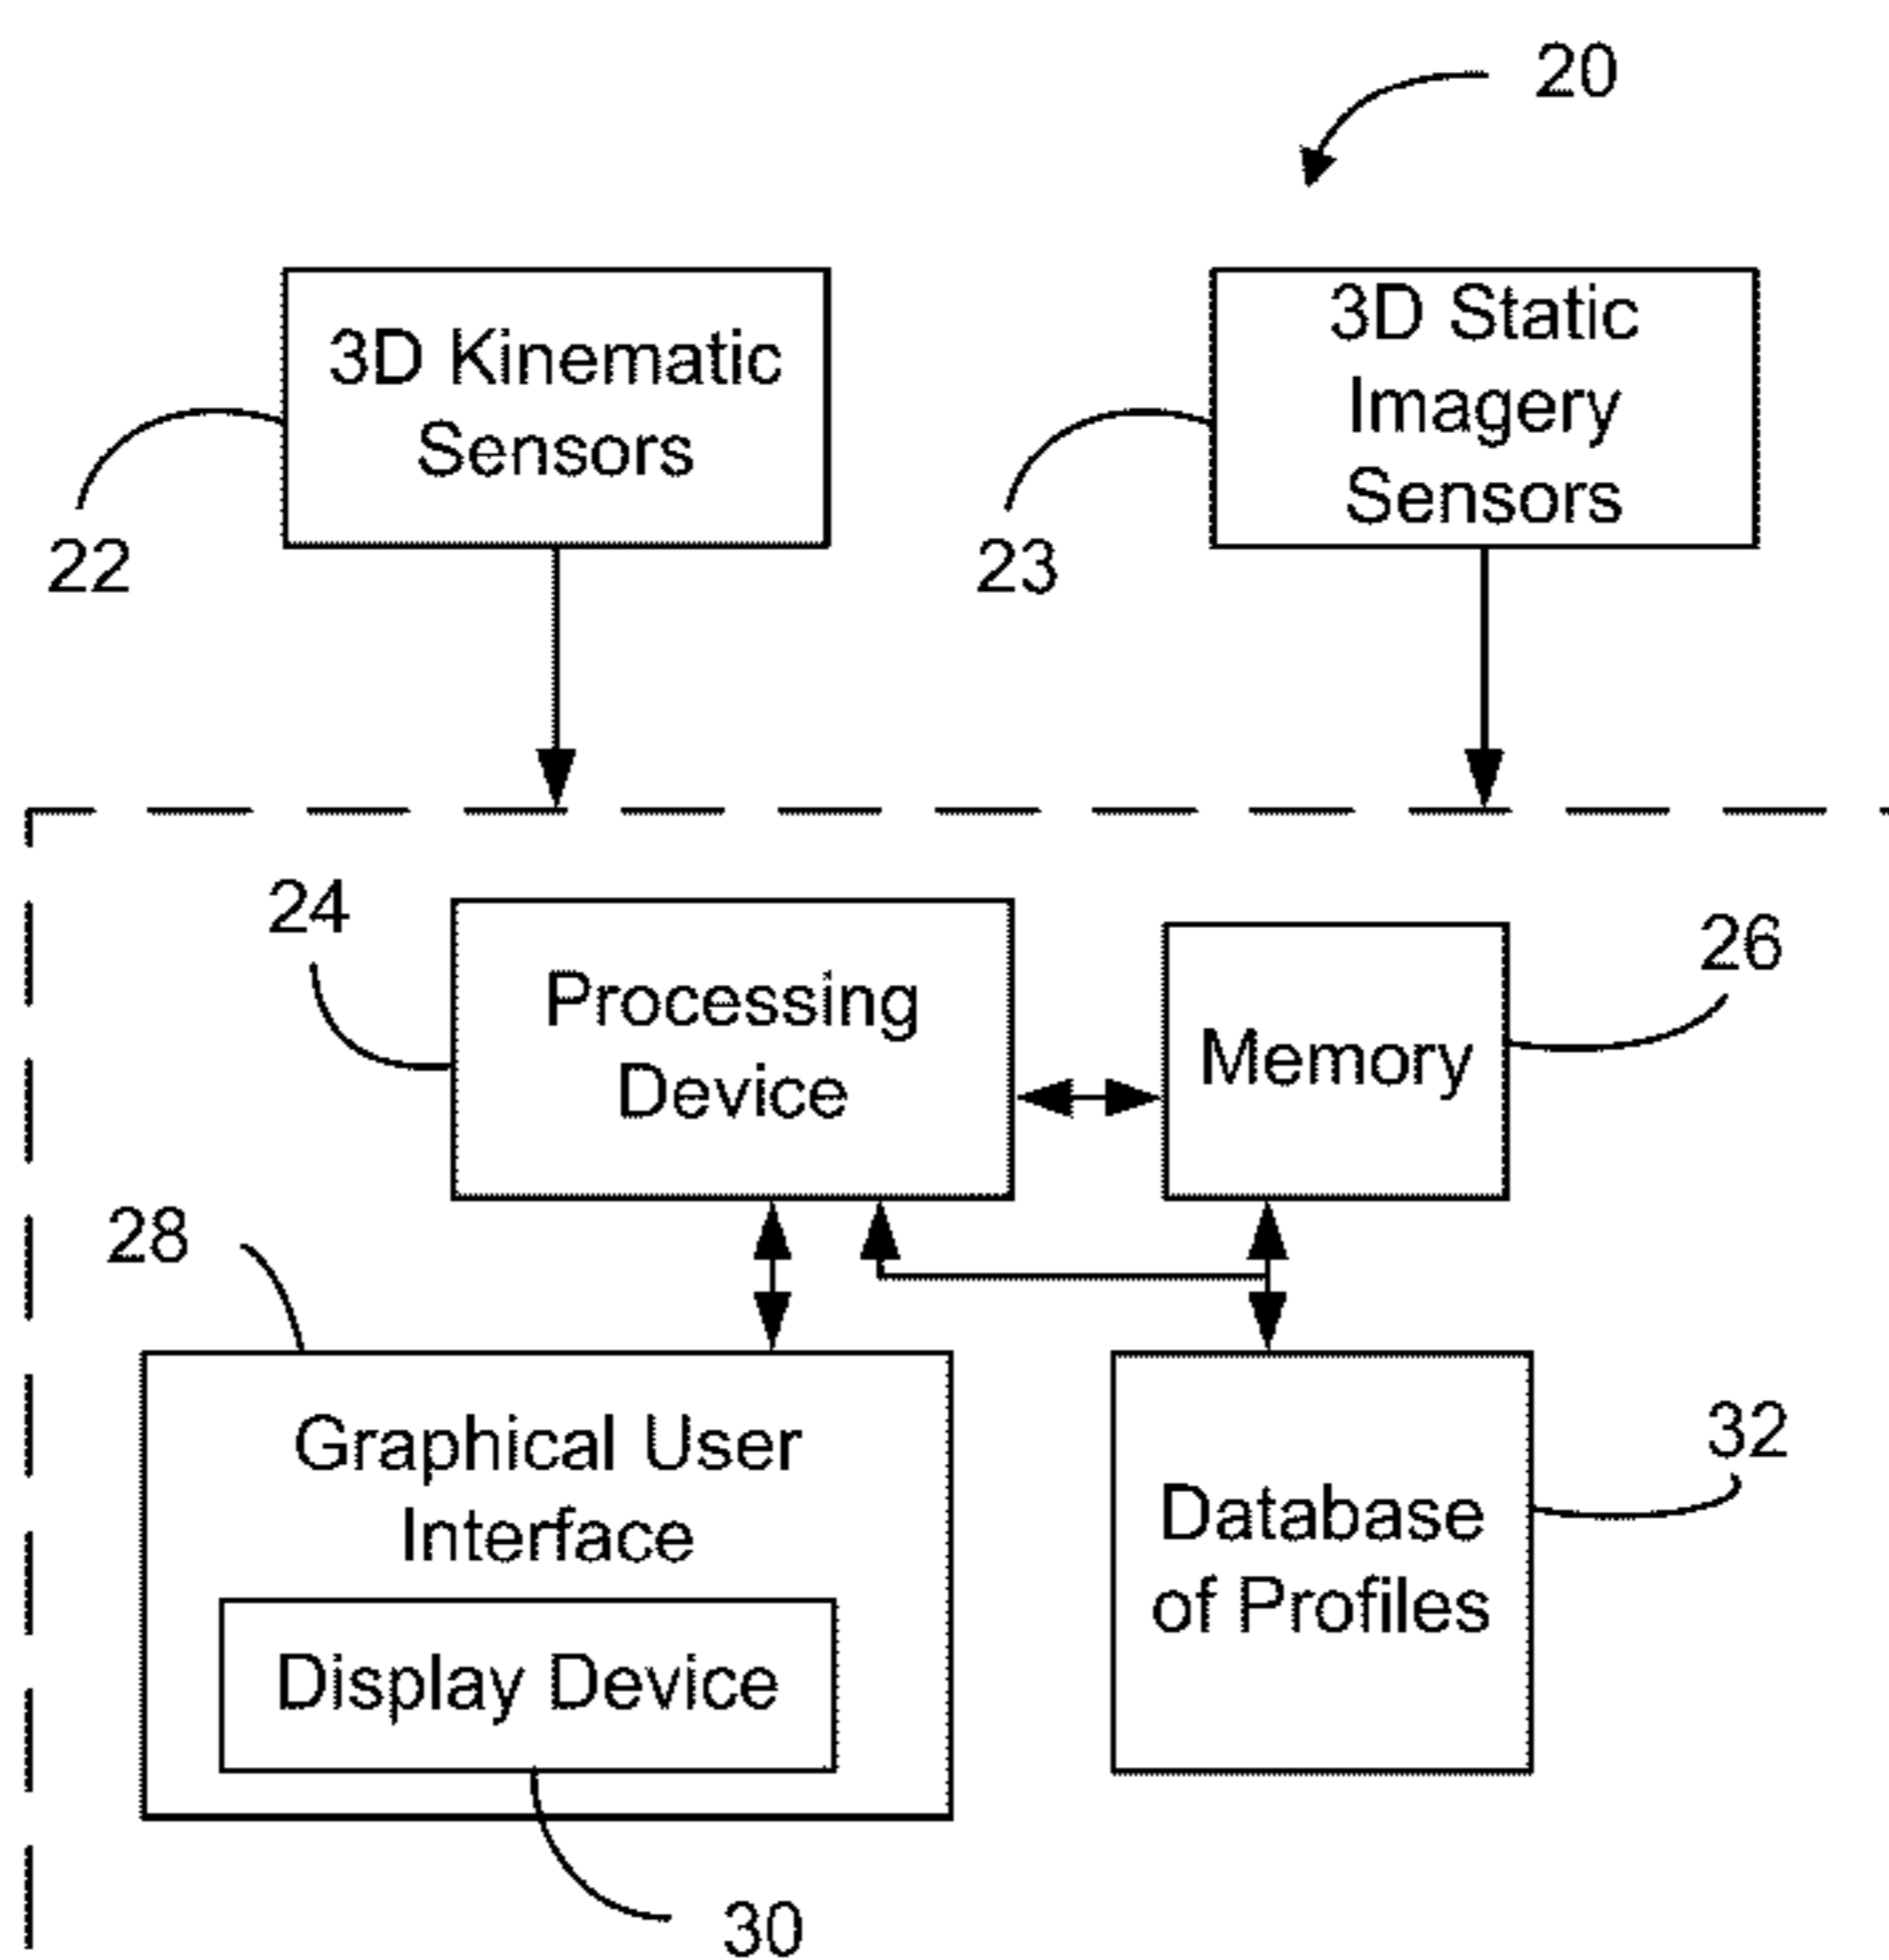 20
3D Kinematic
Sensors
22
3D Static
Imagery
Sensors
23
24
Processing
Device
Memory
26
28
Graphical User
Interface
Display Device
30
Database
of Profiles
32